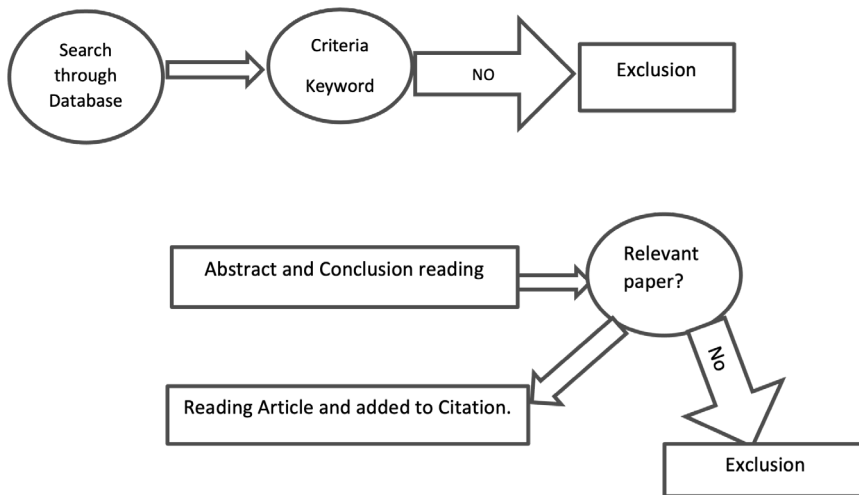 Search
through
Database
Criteria
Keyword
NO
Exclusion
Abstract and Conclusion reading
Relevant
paper?
Reading Article and added to Citation.
No
Exclusion